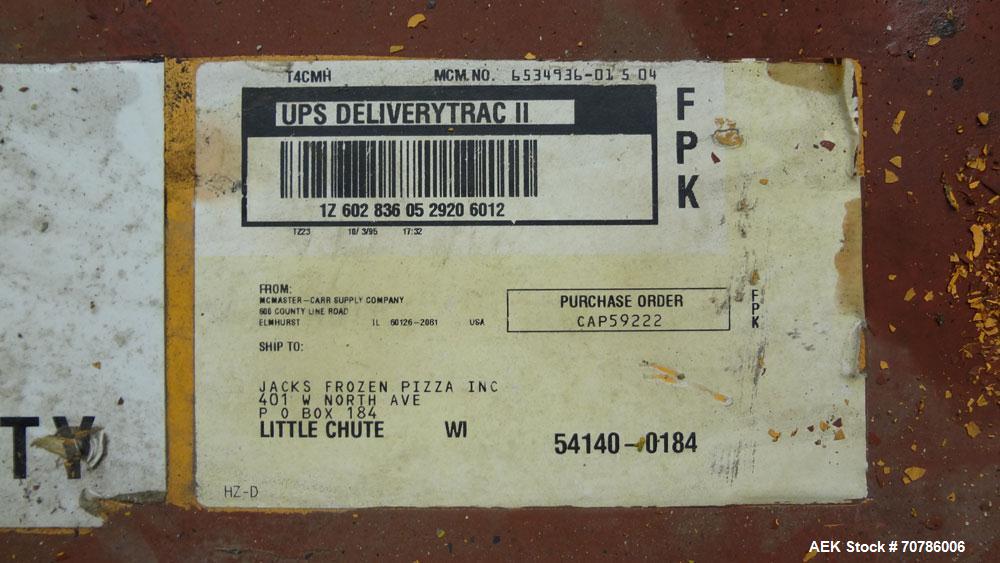 T4CMH MCM. NO. 6534936-01 5 04
UPS DELIVERYTRAC II
F
P
K
1Z 602 836 05 2920 6012
TZ23 10/ 3/95 17:32
FROM:
MCMASTER-CARR SUPPLY COMPANY
600 COUNTY LINE ROAD
ELMHURST IL 60126-2081 USA
PURCHASE ORDER
CAP59222
F
P
K
SHIP TO:
JACKS FROZEN PIZZA INC
401 W NORTH AVE
P O BOX 184
LITTLE CHUTE WI 54140-0184
TY
HZ-D
AEK Stock # 70786006